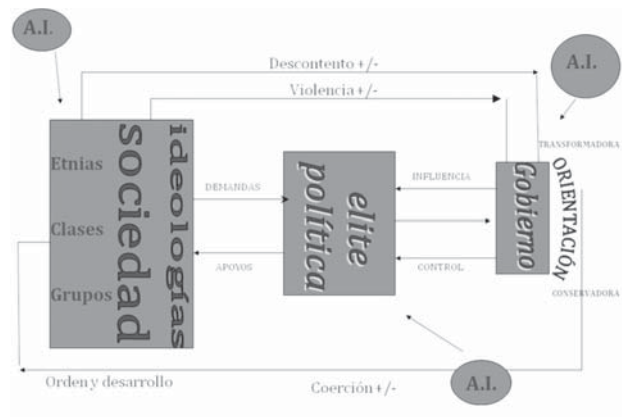 A.I.
A.I.
Descontento +/-
Violencia +/-
TRANSFORMADORA
Etnias
Clases
Grupos
sociedad
ideologías
DEMANDAS
APOYOS
elite
política
INFLUENCIA
CONTROL
Gobierno
ORIENTACIÓN
CONSERVADORA
Orden y desarrollo
Coerción +/-
A.I.